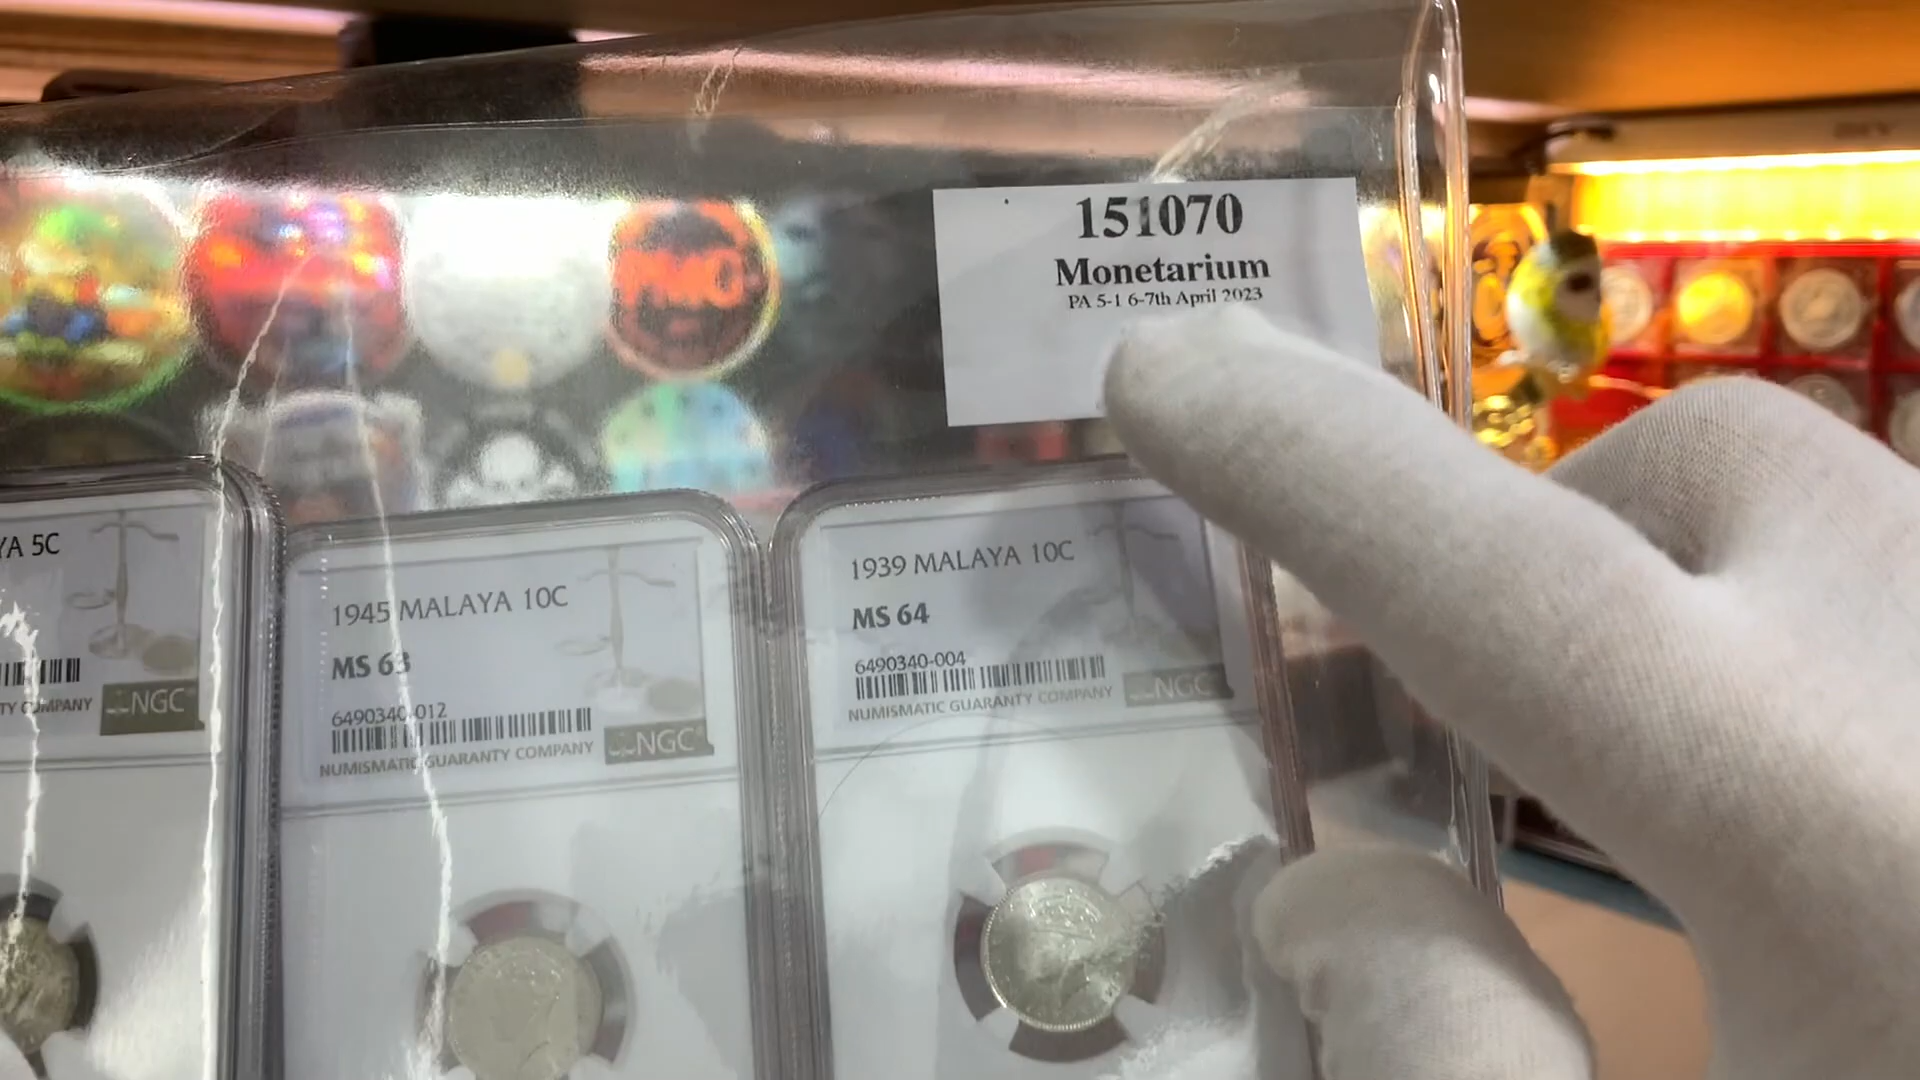 151070
Monetarium
PA 5-1 6-7th April 2023
YA 5C
TY COMPANY
NGC
1945 MALAYA 10C
MS 63
6490340-012
NUMISMATIC GUARANTY COMPANY
NGC
1939 MALAYA 10C
MS 64
6490340-004
NUMISMATIC GUARANTY COMPANY
NGC